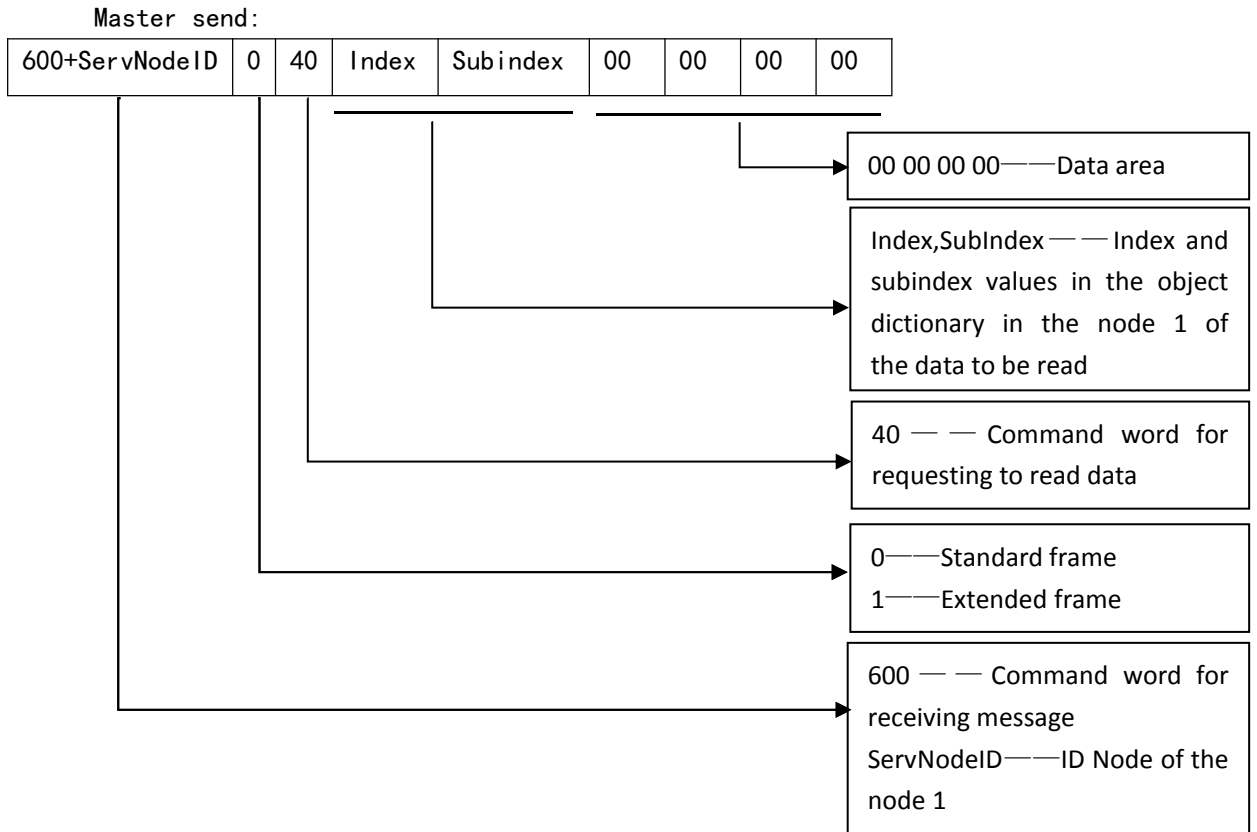 Master send:
600+ServNodeID 0 40 Index Subindex 00 00 00 00
00 00 00 00——Data area
Index,SubIndex——Index and
subindex values in the object
dictionary in the node 1 of
the data to be read
40 —— Command word for
requesting to read data
0——Standard frame
1——Extended frame
600 —— Command word for
receiving message
ServNodeID——ID Node of the
node 1